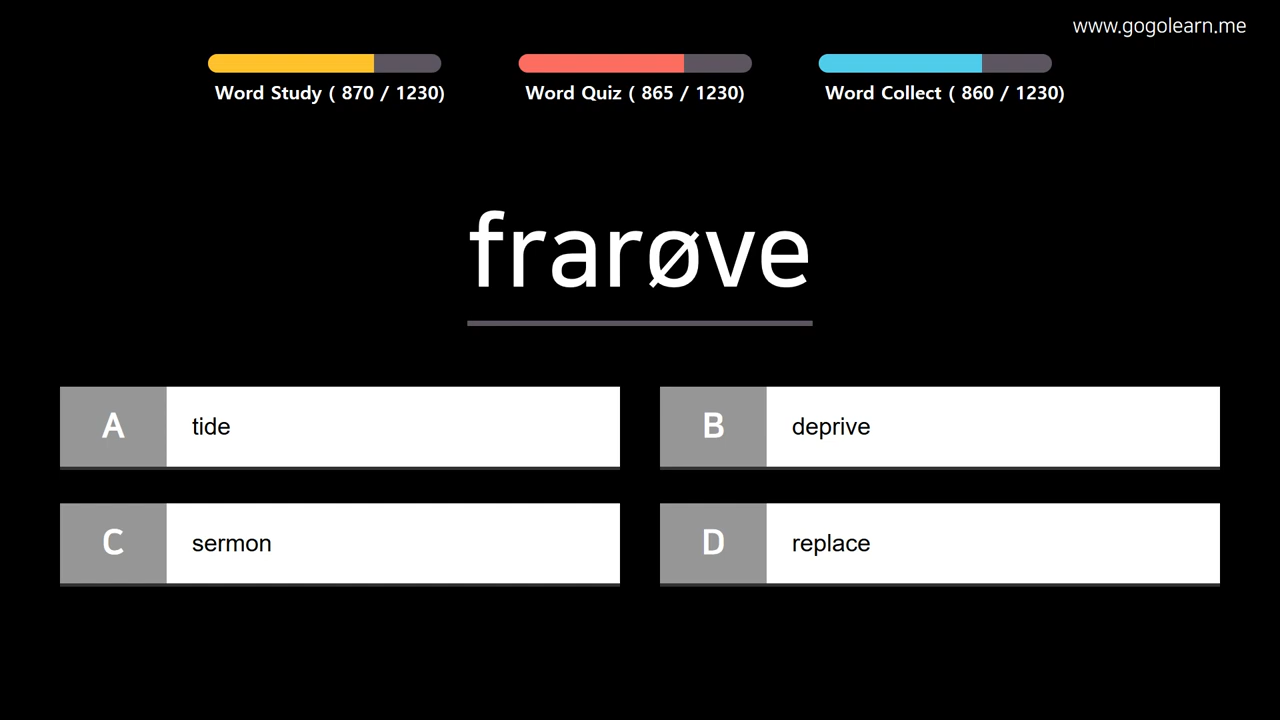 www.gogolearn.me
Word Study ( 870 / 1230)
Word Quiz ( 865 / 1230)
Word Collect ( 860 / 1230)
frarøve
A tide
B deprive
C sermon
D replace